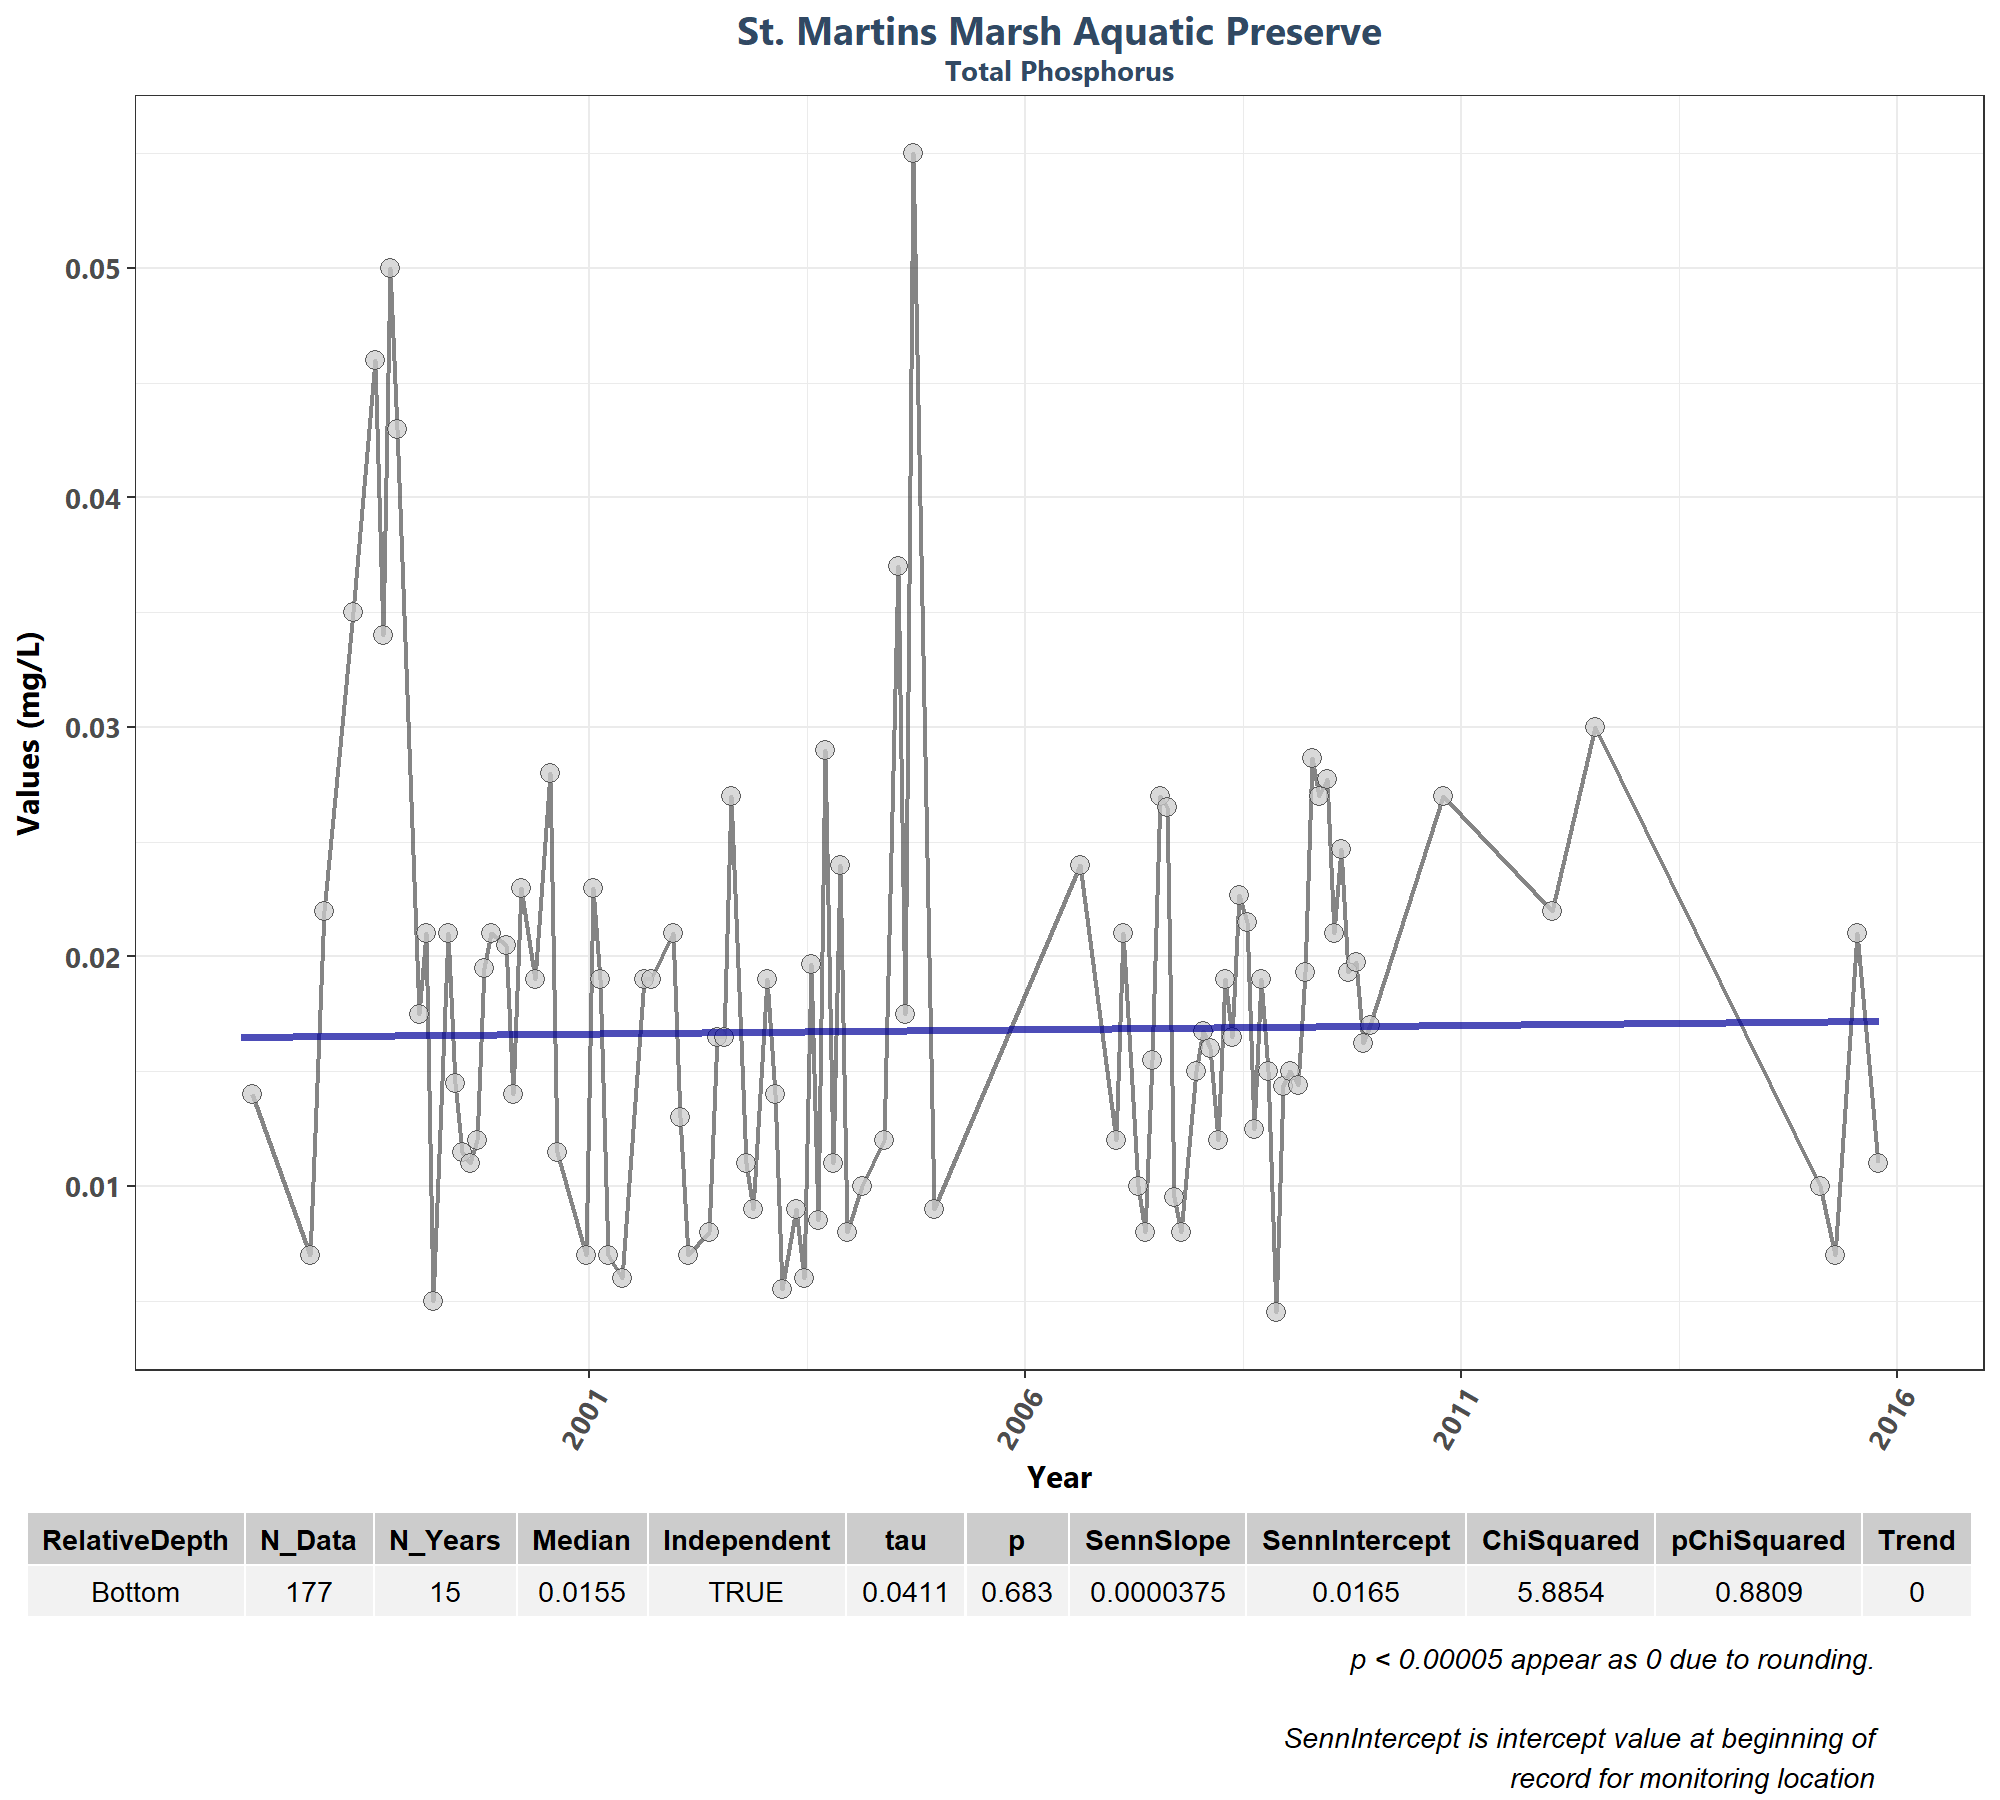 St. Martins Marsh Aquatic Preserve
Total Phosphorus
Values (mg/L)
0.05
0.04
0.03
0.02
0.01
2001 2006 2011 2016
Year
RelativeDepth N_Data N_Years Median Independent tau p SennSlope SennIntercept ChiSquared pChiSquared Trend
Bottom 177 15 0.0155 TRUE 0.0411 0.683 0.0000375 0.0165 5.8854 0.8809 0
p < 0.00005 appear as 0 due to rounding.
SennIntercept is intercept value at beginning of
record for monitoring location